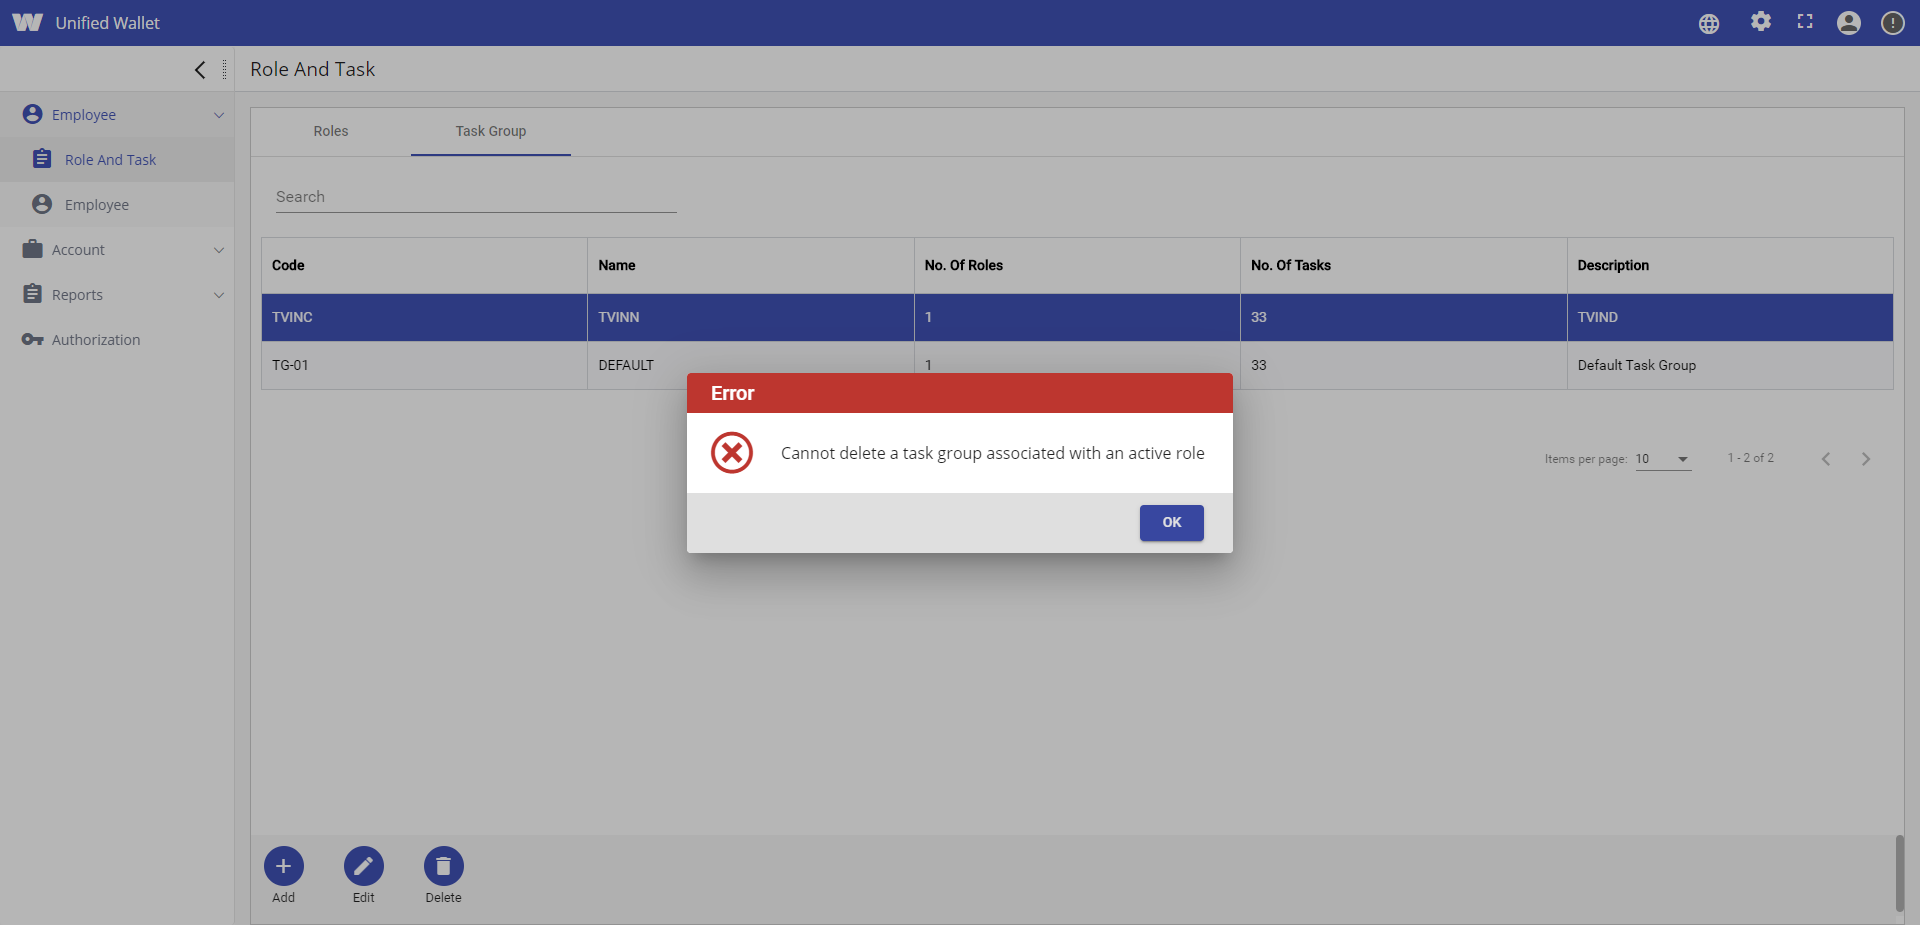 Unified Wallet
Role And Task
Employee
Role And Task
Employee
Account
Reports
Authorization
Roles
Task Group
Search
Code Name No. Of Roles No. Of Tasks Description
TVINC TVINN 1 33 TVIND
TG-01 DEFAULT 1 33 Default Task Group
Error
Cannot delete a task group associated with an active role
OK
Items per page: 10 1 - 2 of 2
Add Edit Delete